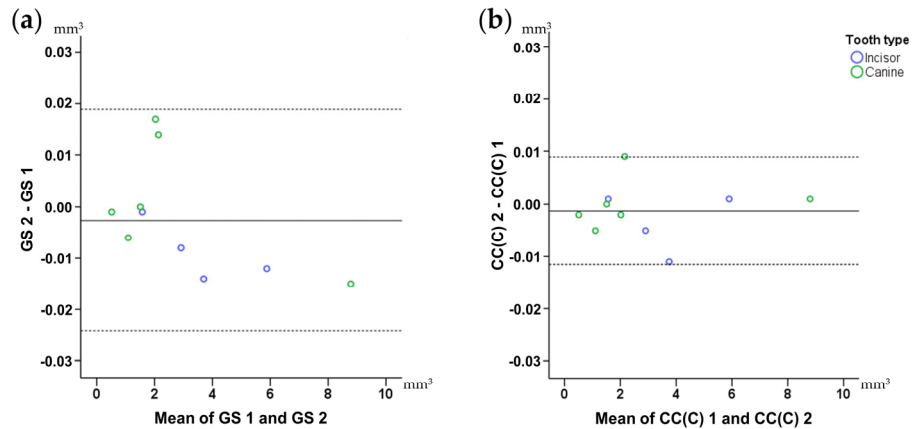 (a)
mm³
0.03
0.02
0.01
0.00
-0.01
-0.02
-0.03
GS 2 - GS 1
0 2 4 6 8 10
mm³
Mean of GS 1 and GS 2
(b)
mm³
0.03
0.02
0.01
0.00
-0.01
-0.02
-0.03
CC(C) 2 - CC(C) 1
0 2 4 6 8 10
mm³
Mean of CC(C) 1 and CC(C) 2
Tooth type
Incisor
Canine